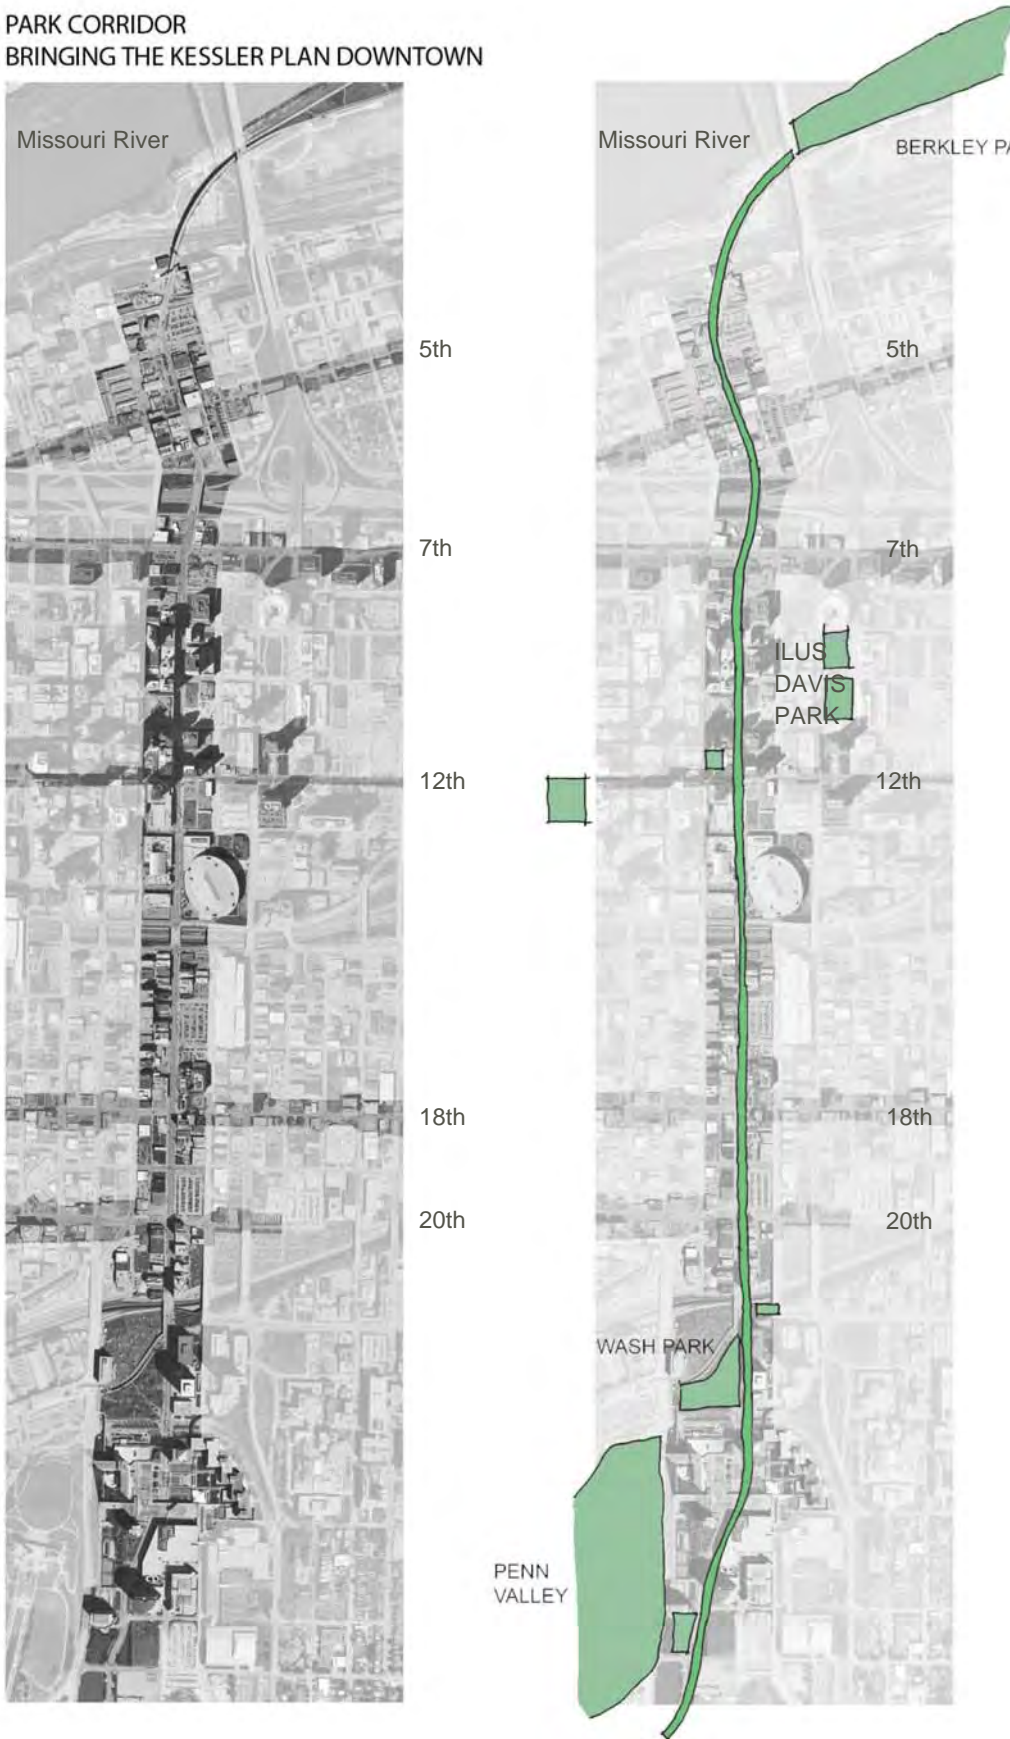 PARK CORRIDOR
BRINGING THE KESSLER PLAN DOWNTOWN
Missouri River
5th
7th
12th
18th
20th
Missouri River
BERKLEY PA
5th
7th
ILUS
DAVIS
PARK
12th
18th
20th
WASH PARK
PENN
VALLEY